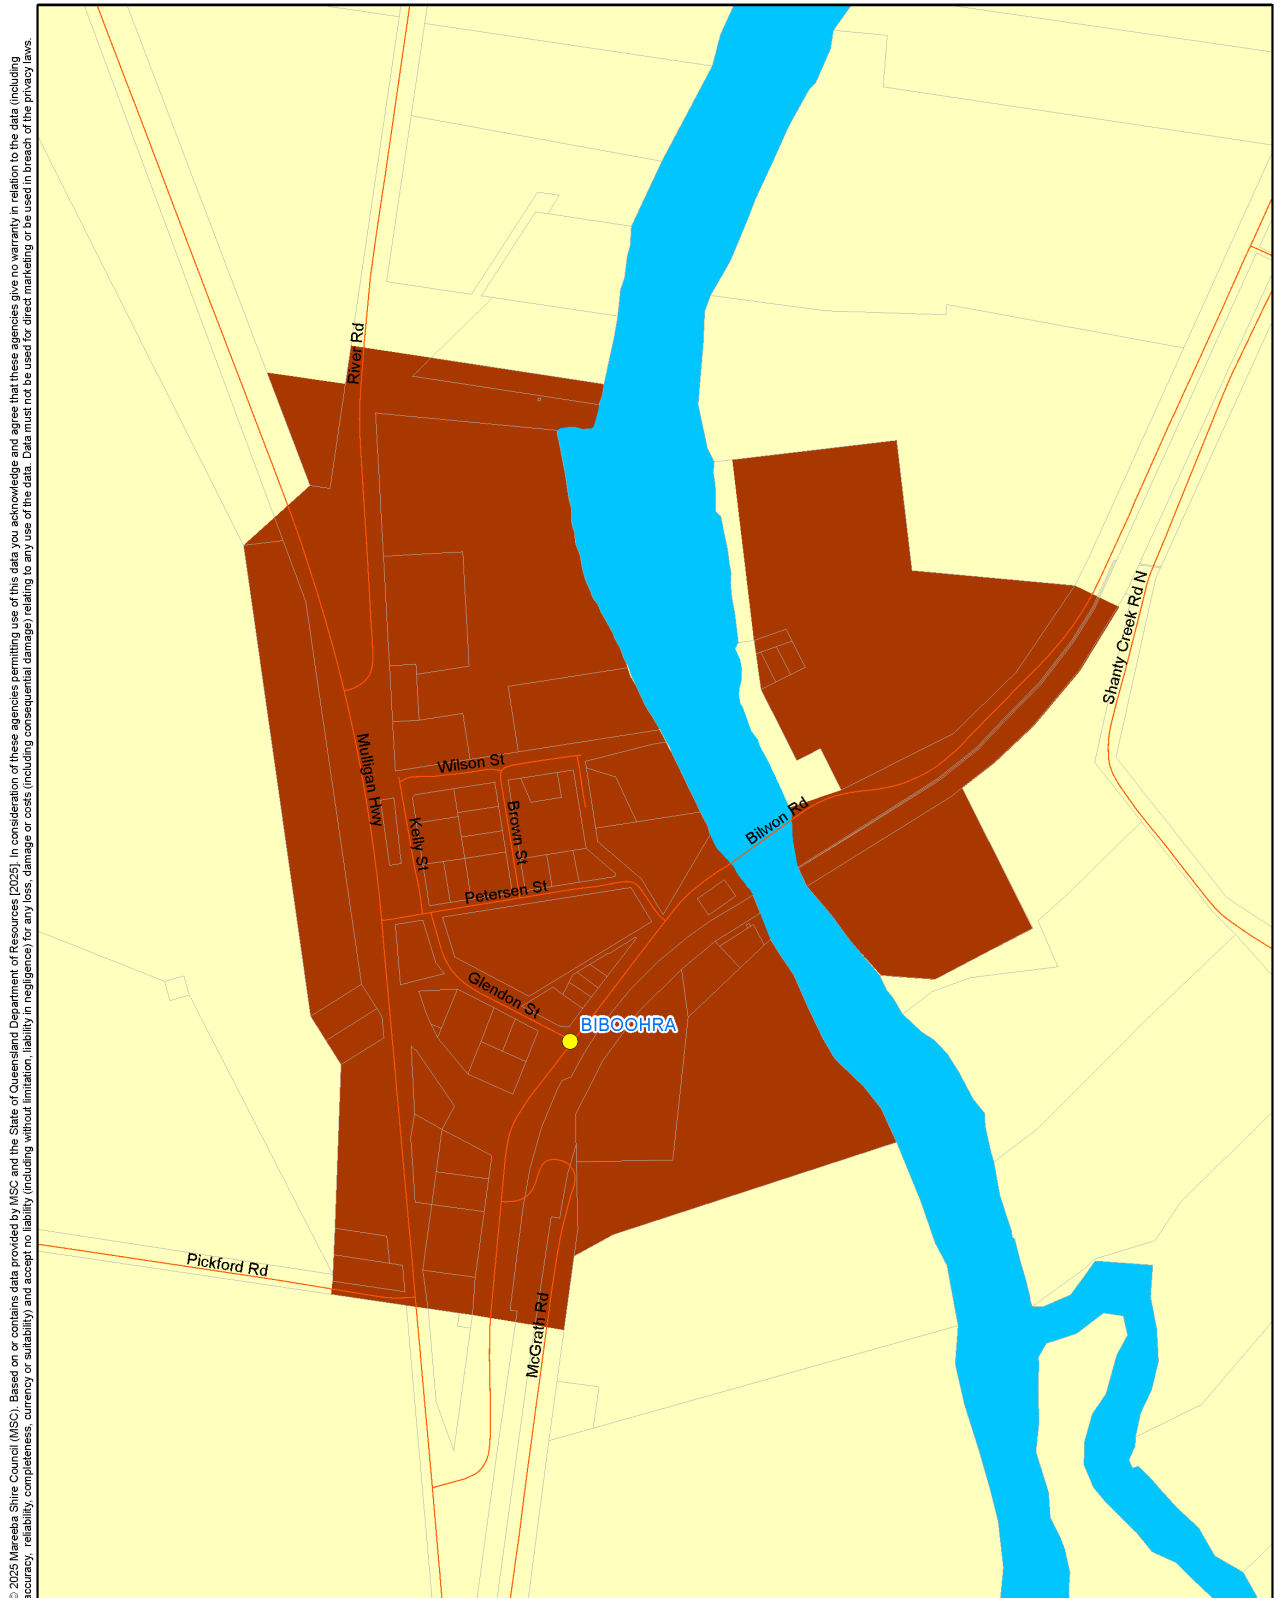 © 2025 Mareeba Shire Council (MSC). Based on or contains data provided by MSC and the State of Queensland Department of Resources [2025]. In consideration of these agencies permitting use of this data you acknowledge and agree that these agencies give no warranty in relation to the data (including
accuracy, reliability, completeness, currency or suitability) and accept no liability (including without limitation, liability in negligence) for any loss, damage or costs (including consequential damage) relating to any use of the data. Data must not be used for direct marketing or be used in breach of the privacy laws.
River Rd
Shanty Creek Rd N
Mulligan Hwy
Wilson St
Kelly St
Brown St
Bilwon Rd
Petersen St
Glendon St
BIBOOHRA
Pickford Rd
McGrath Rd